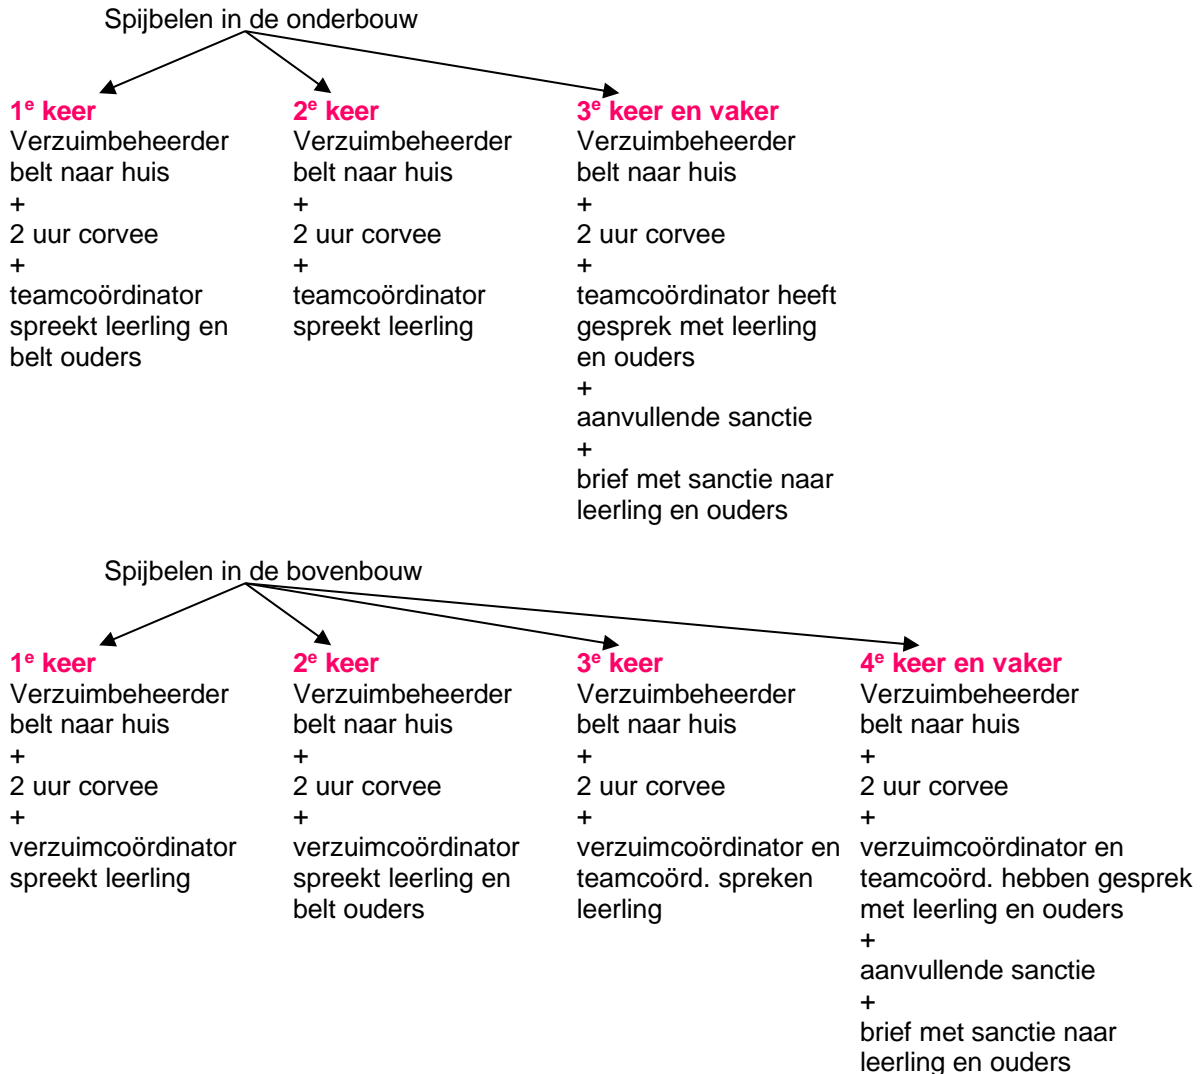 Spijbelen in de onderbouw
1e keer
Verzuimbeheerder
belt naar huis
+
2 uur corvee
+
teamcoördinator
spreekt leerling en
belt ouders
2e keer
Verzuimbeheerder
belt naar huis
+
2 uur corvee
+
teamcoördinator
spreekt leerling
3e keer en vaker
Verzuimbeheerder
belt naar huis
+
2 uur corvee
+
teamcoördinator heeft
gesprek met leerling
en ouders
+
aanvullende sanctie
+
brief met sanctie naar
leerling en ouders
Spijbelen in de bovenbouw
1e keer
Verzuimbeheerder
belt naar huis
+
2 uur corvee
+
verzuimcoördinator
spreekt leerling
2e keer
Verzuimbeheerder
belt naar huis
+
2 uur corvee
+
verzuimcoördinator
spreekt leerling en
belt ouders
3e keer
Verzuimbeheerder
belt naar huis
+
2 uur corvee
+
verzuimcoördinator en
teamcoörd. spreken
leerling
4e keer en vaker
Verzuimbeheerder
belt naar huis
+
2 uur corvee
+
verzuimcoördinator en
teamcoörd. hebben gesprek
met leerling en ouders
+
aanvullende sanctie
+
brief met sanctie naar
leerling en ouders